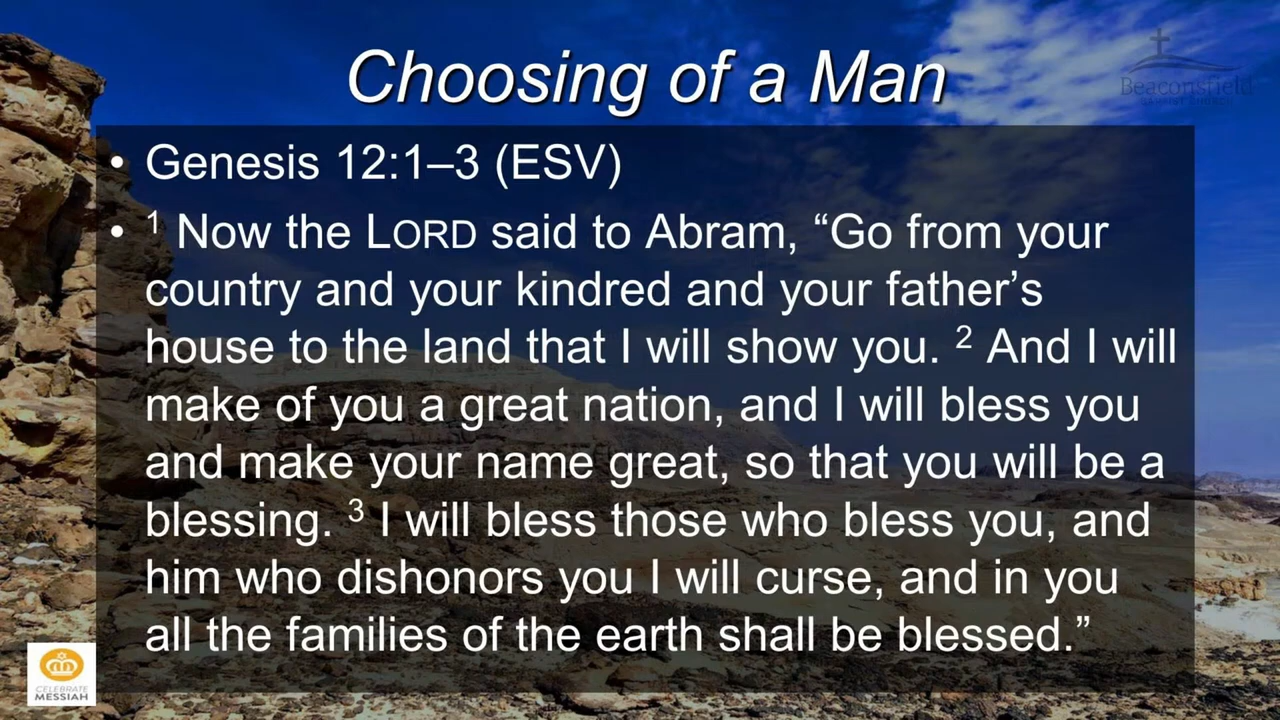 Choosing of a Man
Beaconsfield
BAPTIST CHURCH
• Genesis 12:1–3 (ESV)
• 1 Now the LORD said to Abram, “Go from your
country and your kindred and your father’s
house to the land that I will show you. 2 And I will
make of you a great nation, and I will bless you
and make your name great, so that you will be a
blessing. 3 I will bless those who bless you, and
him who dishonors you I will curse, and in you
all the families of the earth shall be blessed.”
CELEBRATE
MESSIAH